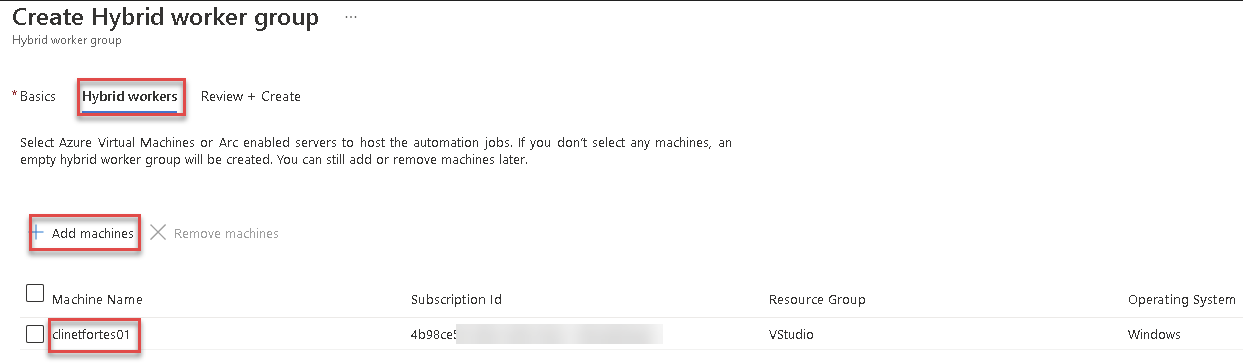 Create Hybrid worker group ...
Hybrid worker group
* Basics Hybrid workers Review + Create
Select Azure Virtual Machines or Arc enabled servers to host the automation jobs. If you don't select any machines, an
empty hybrid worker group will be created. You can still add or remove machines later.
+ Add machines × Remove machines
Machine Name Subscription Id Resource Group Operating System
clinetfortes01 4b98ce5 VStudio Windows